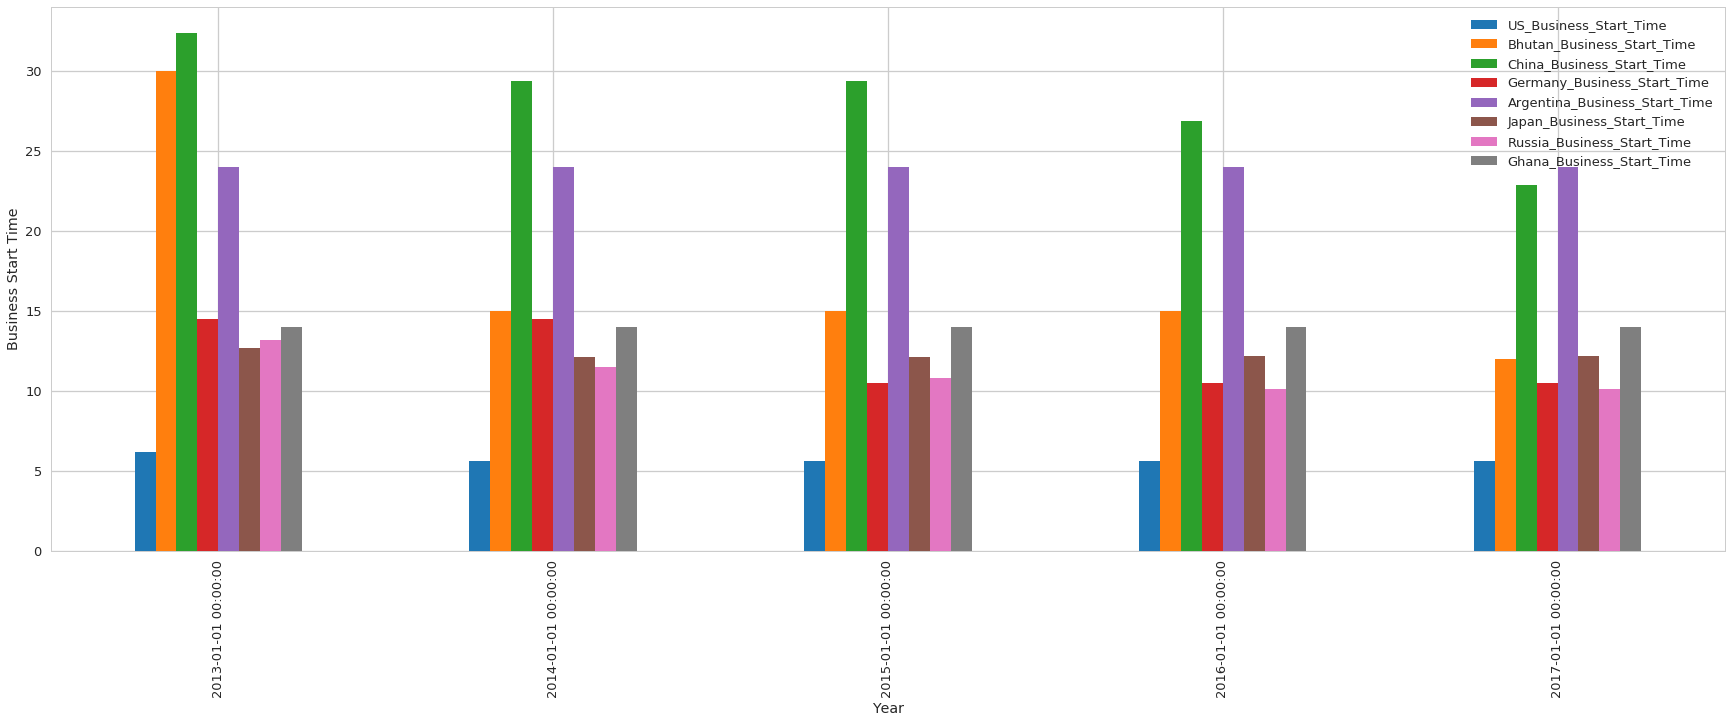 US_Business_Start_Time
Bhutan_Business_Start_Time
China_Business_Start_Time
Germany_Business_Start_Time
Argentina_Business_Start_Time
Japan_Business_Start_Time
Russia_Business_Start_Time
Ghana_Business_Start_Time
Business Start Time
30
25
20
15
10
5
0
2013-01-01 00:00:00
2014-01-01 00:00:00
2015-01-01 00:00:00
2016-01-01 00:00:00
2017-01-01 00:00:00
Year